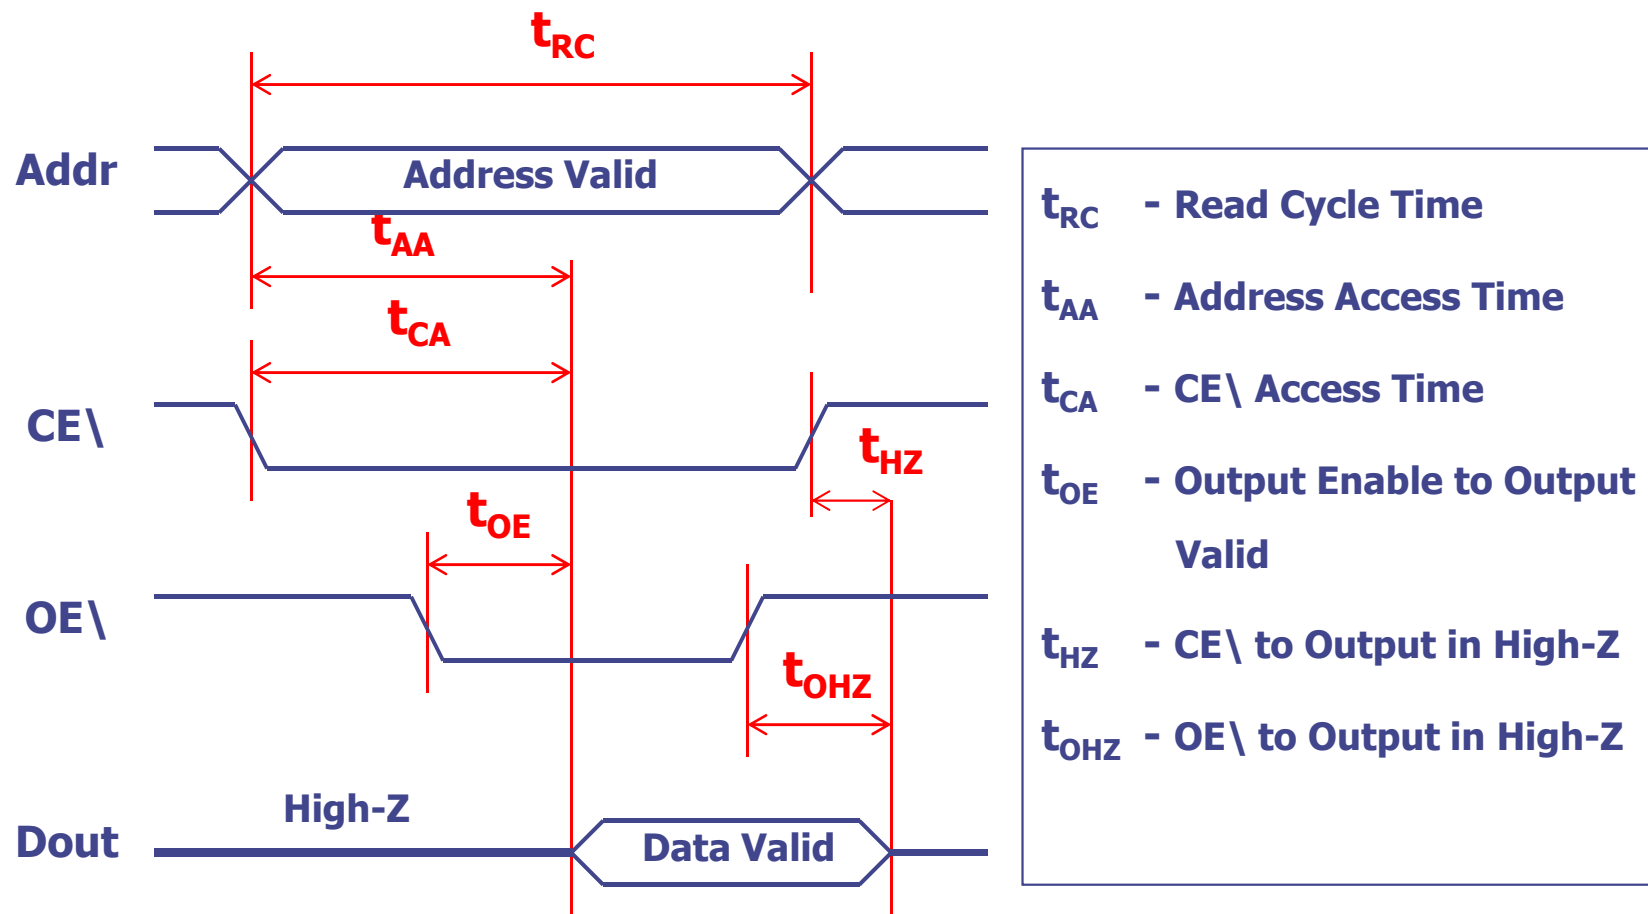 tRC
Addr
Address Valid
tAA
tCA
CE\
tHZ
tOE
OE\
tOHZ
High-Z
Dout
Data Valid
tRC - Read Cycle Time
tAA - Address Access Time
tCA - CE\ Access Time
tOE - Output Enable to Output
Valid
tHZ - CE\ to Output in High-Z
tOHZ - OE\ to Output in High-Z